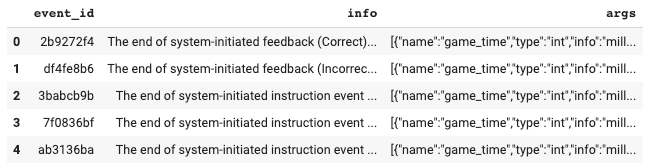 event_id info args
0 2b9272f4 The end of system-initiated feedback (Correct)... [{"name":"game_time","type":"int","info":"mill...
1 df4fe8b6 The end of system-initiated feedback (Incorrec... [{"name":"game_time","type":"int","info":"mill...
2 3babcb9b The end of system-initiated instruction event ... [{"name":"game_time","type":"int","info":"mill...
3 7f0836bf The end of system-initiated instruction event ... [{"name":"game_time","type":"int","info":"mill...
4 ab3136ba The end of system-initiated instruction event ... [{"name":"game_time","type":"int","info":"mill...